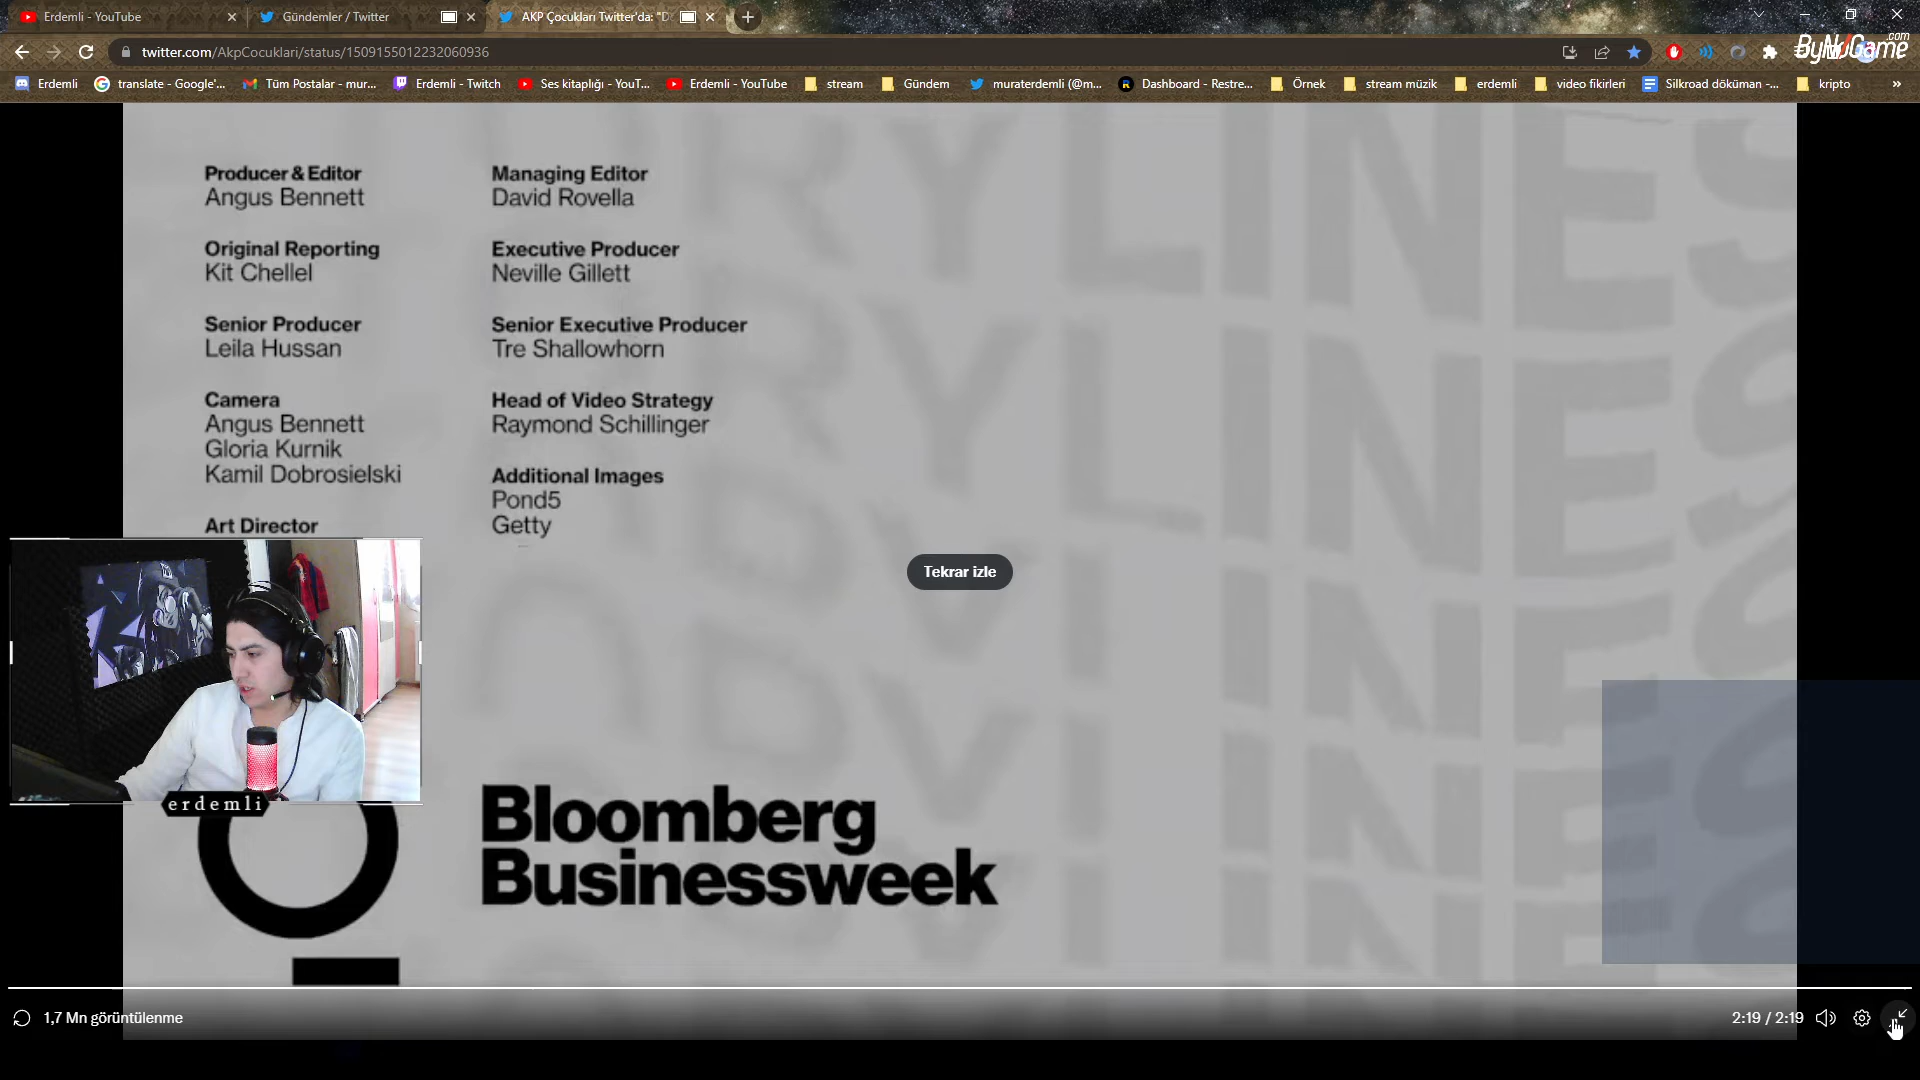 Erdemli - YouTube
Gündemler / Twitter
AKP Çocukları Twitter'da: "D
twitter.com/AkpCocuklari/status/1509155012232060936
ByNoGame
.com
Erdemli
translate - Google'...
Tüm Postalar - mur...
Erdemli - Twitch
Ses kitaplığı - YouT...
Erdemli - YouTube
stream
Gündem
muraterdemli (@m...
Dashboard - Restre...
Örnek
stream müzik
erdemli
video fikirleri
Silkroad döküman -...
kripto
Producer & Editor
Angus Bennett
Original Reporting
Kit Chellel
Senior Producer
Leila Hussan
Camera
Angus Bennett
Gloria Kurnik
Kamil Dobrosielski
Art Director
Managing Editor
David Rovella
Executive Producer
Neville Gillett
Senior Executive Producer
Tre Shallowhorn
Head of Video Strategy
Raymond Schillinger
Additional Images
Pond5
Getty
Tekrar izle
erdemli
Bloomberg
Businessweek
1,7 Mn görüntülenme
2:19 / 2:19